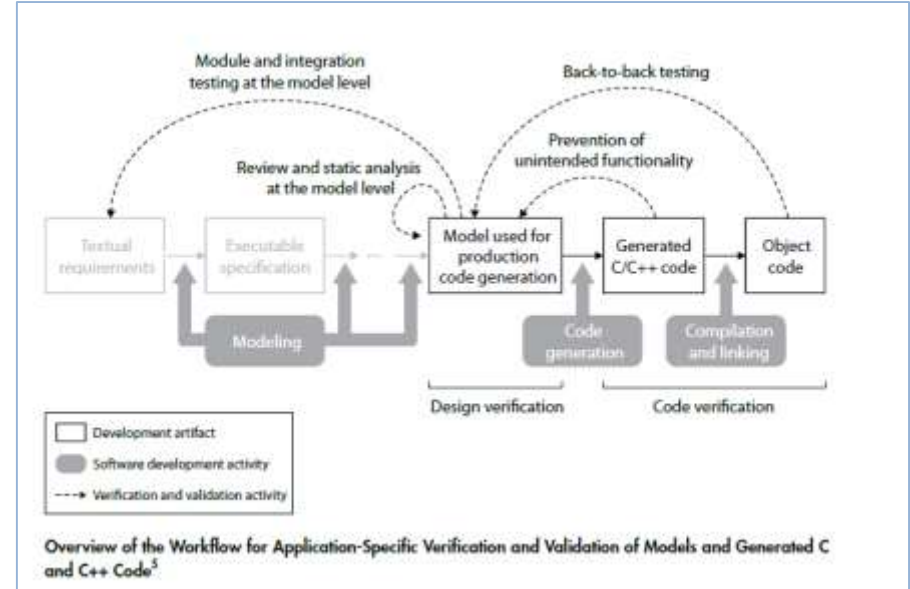 Module and integration
testing at the model level
Back-to-back testing
Prevention of
unintended functionality
Review and static analysis
at the model level
Textual
requirements
Executable
specification
Model used for
production
code generation
Generated
C/C++ code
Object
code
Modeling
Code
generation
Compilation
and linking
Design verification
Code verification
Development artifact
Software development activity
Verification and validation activity
Overview of the Workflow for Application-Specific Verification and Validation of Models and Generated C
and C++ Code5